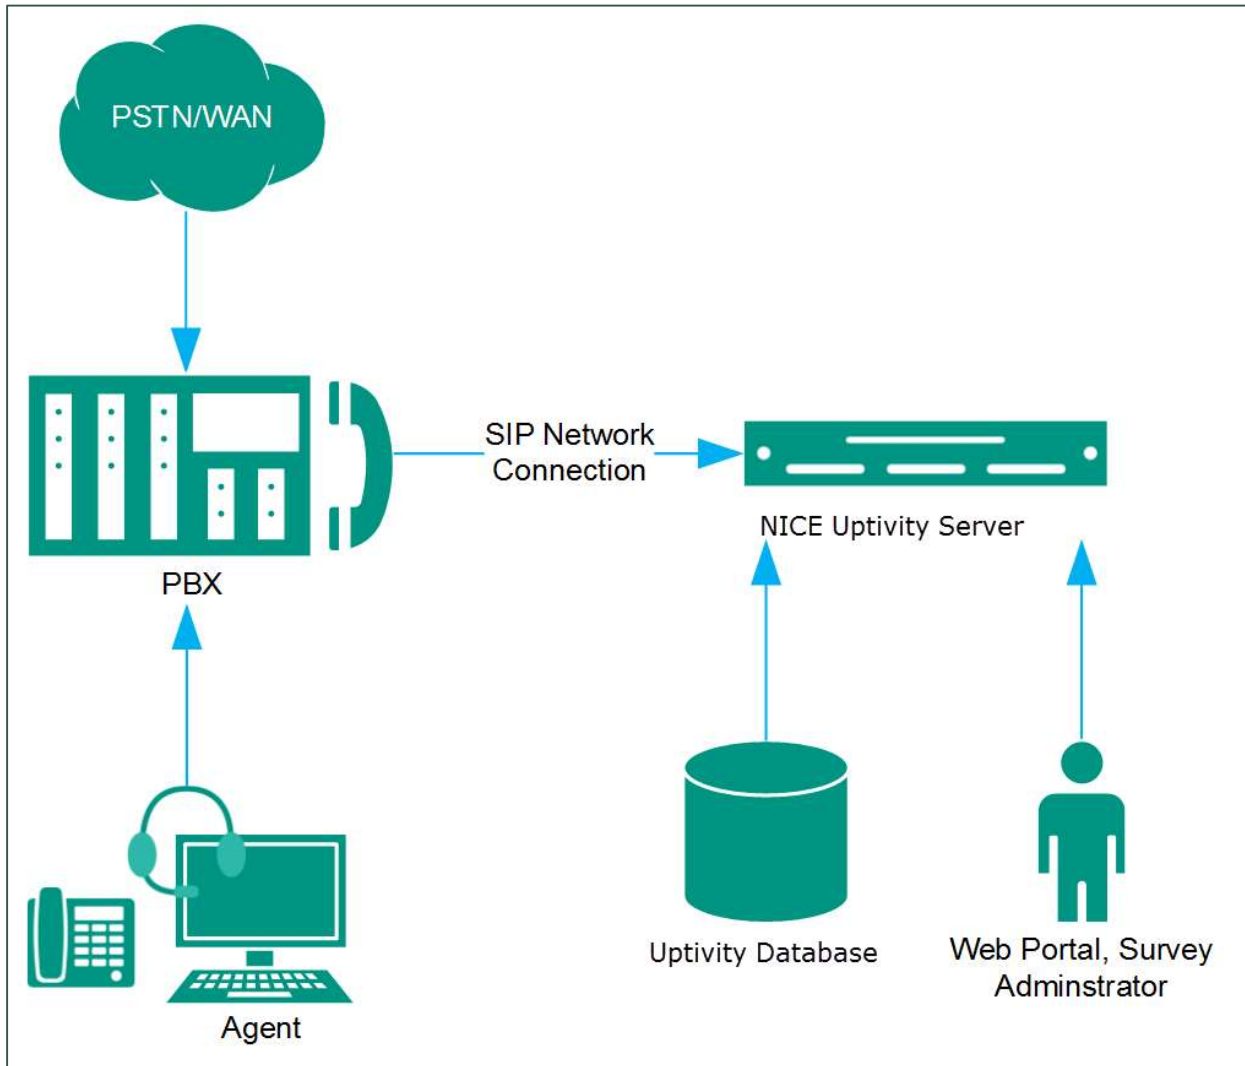 PSTN/WAN
SIP Network
Connection
NICE Uptivity Server
PBX
Uptivity Database
Web Portal, Survey
Adminstrator
Agent